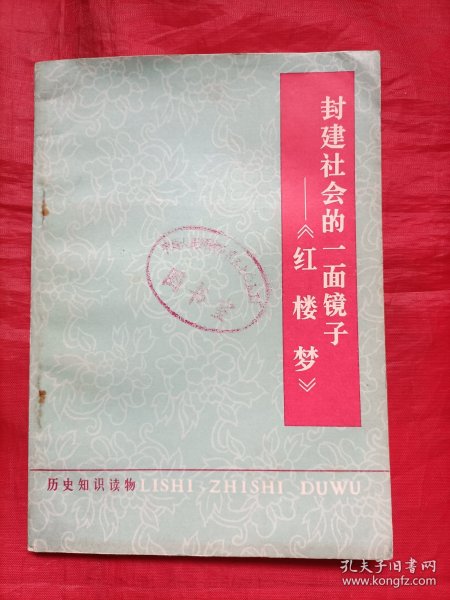 封建社会的一面镜子
——《红楼梦》
图书室
历史知识读物 LISHI-ZHISHI DUWU
孔夫子旧书网
www.kongfz.com